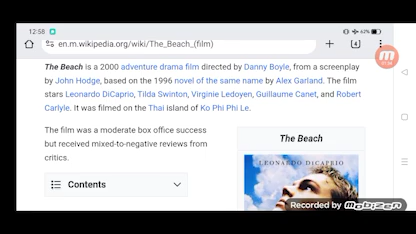 12:58
62%
en.m.wikipedia.org/wiki/The_Beach_(film)
The Beach is a 2000 adventure drama film directed by Danny Boyle, from a screenplay
by John Hodge, based on the 1996 novel of the same name by Alex Garland. The film
stars Leonardo DiCaprio, Tilda Swinton, Virginie Ledoyen, Guillaume Canet, and Robert
Carlyle. It was filmed on the Thai island of Ko Phi Phi Le.
The film was a moderate box office success
but received mixed-to-negative reviews from
critics.
Contents
The Beach
LEONARDO DICAPRIO
Recorded by mobizen